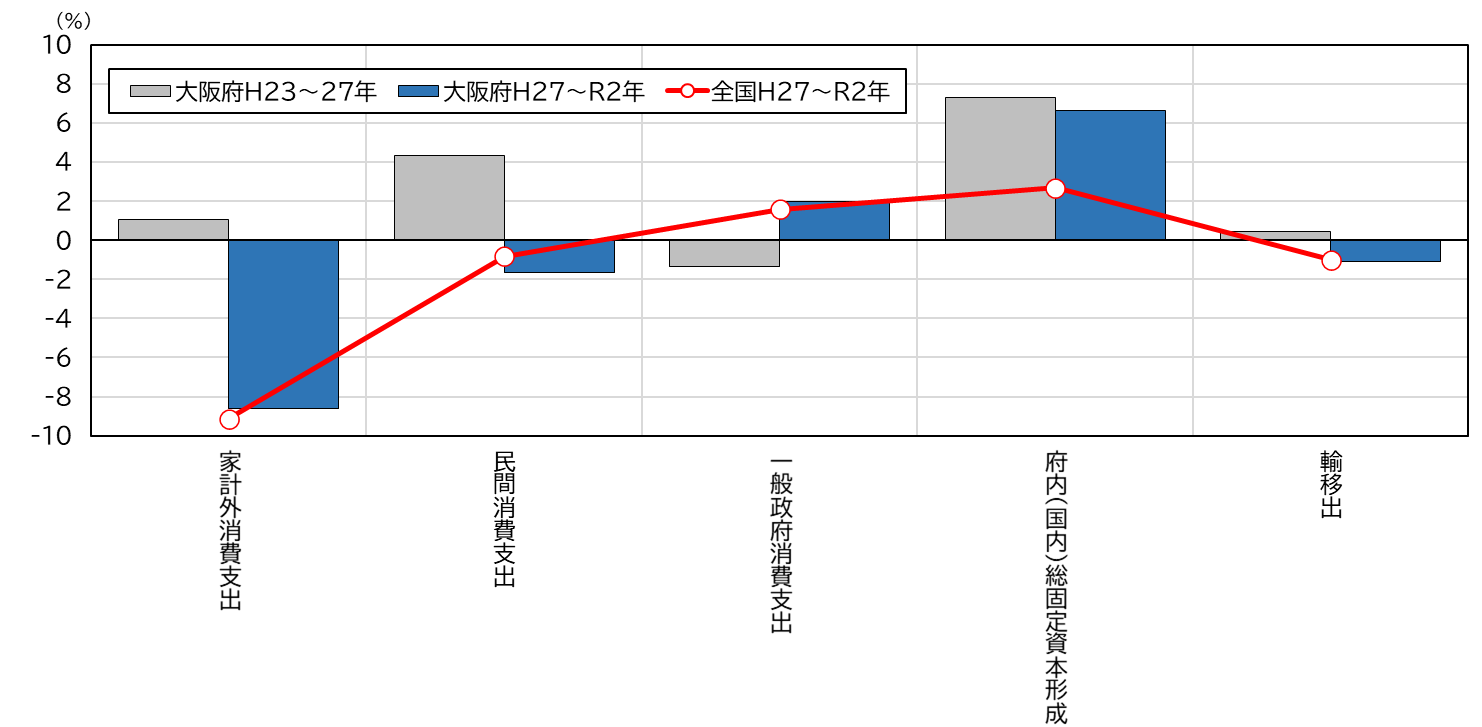 (%)
10
8
6
4
2
0
-2
-4
-6
-8
-10
大阪府H23～27年
大阪府H27～R2年
全国H27～R2年
家計外消費支出
民間消費支出
一般政府消費支出
府内(国内)総固定資本形成
輸移出